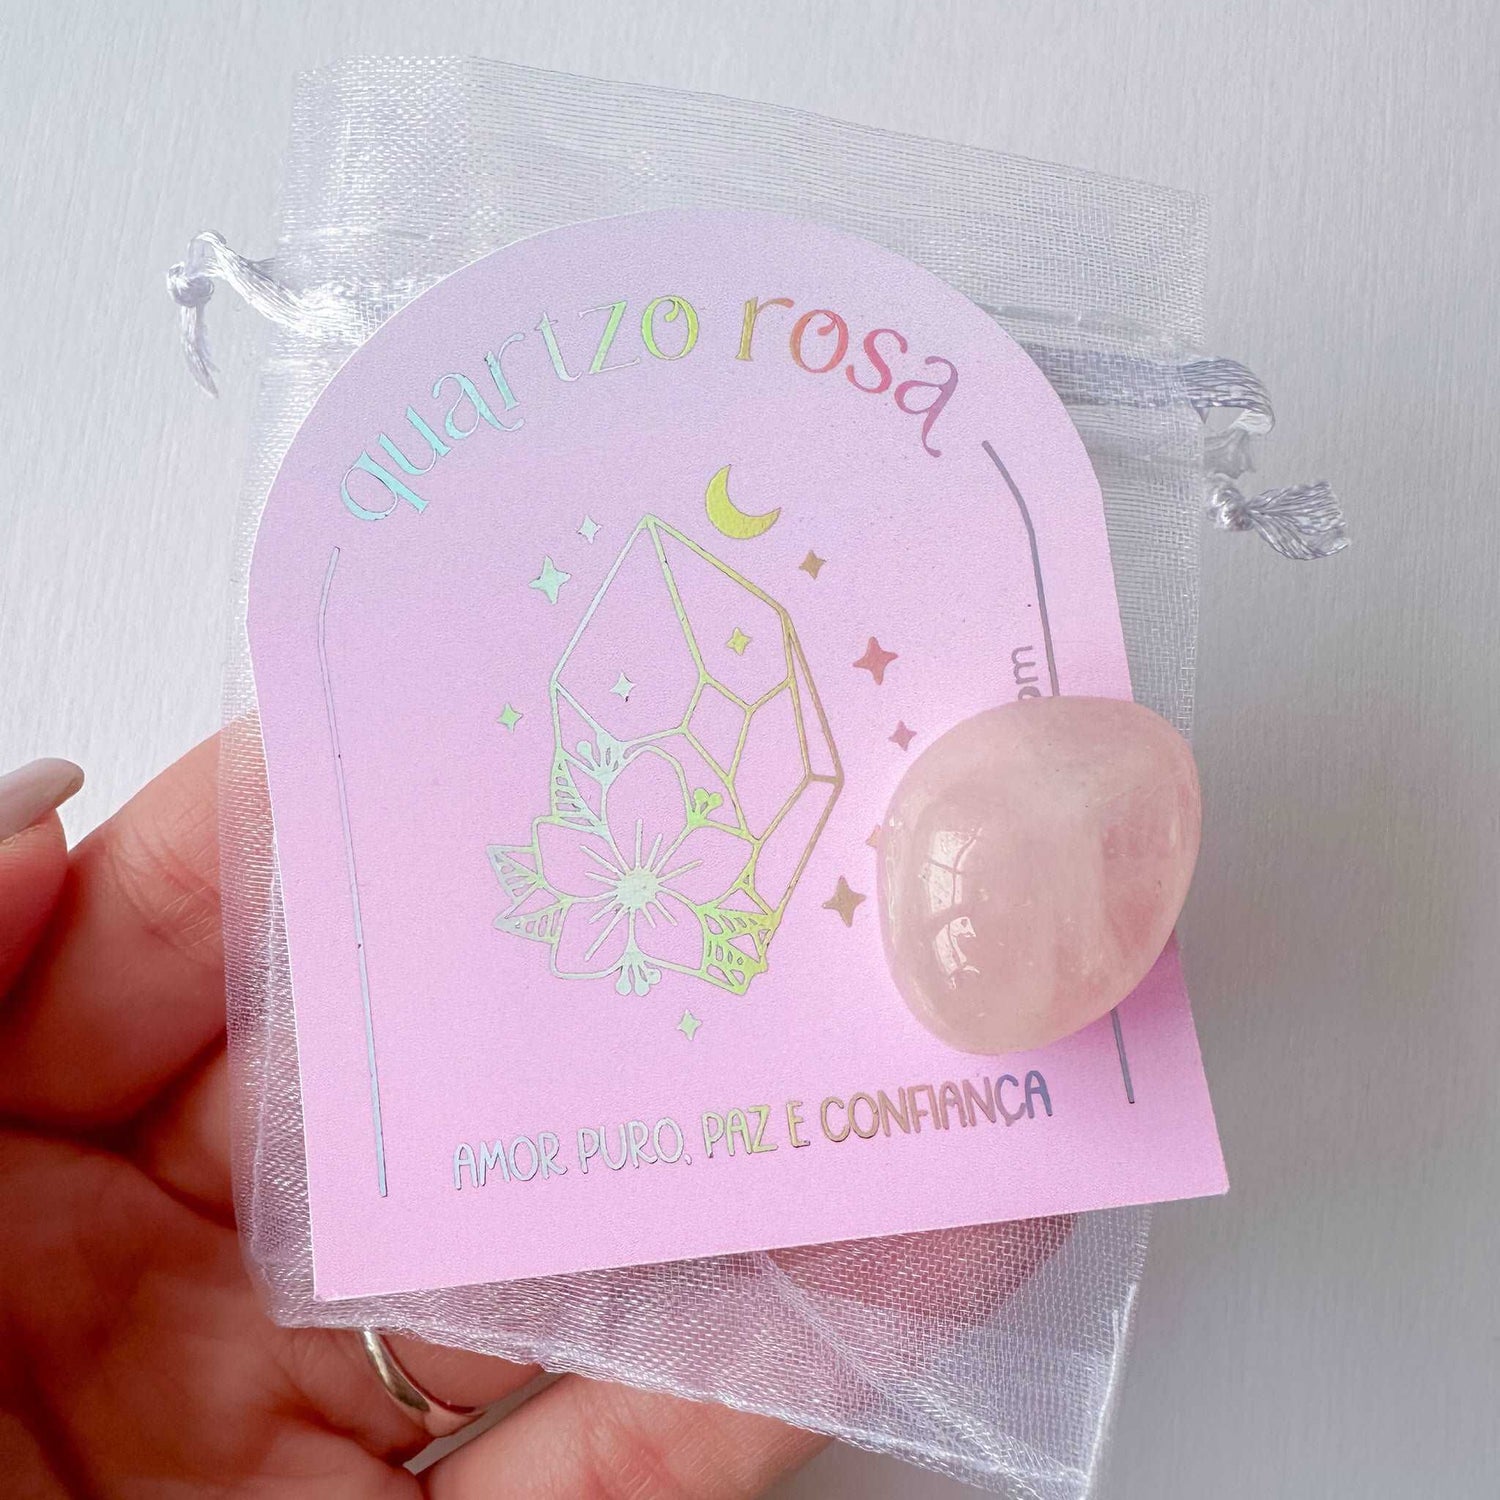 quartzo rosa
AMOR PURO, PAZ E CONFIANÇA